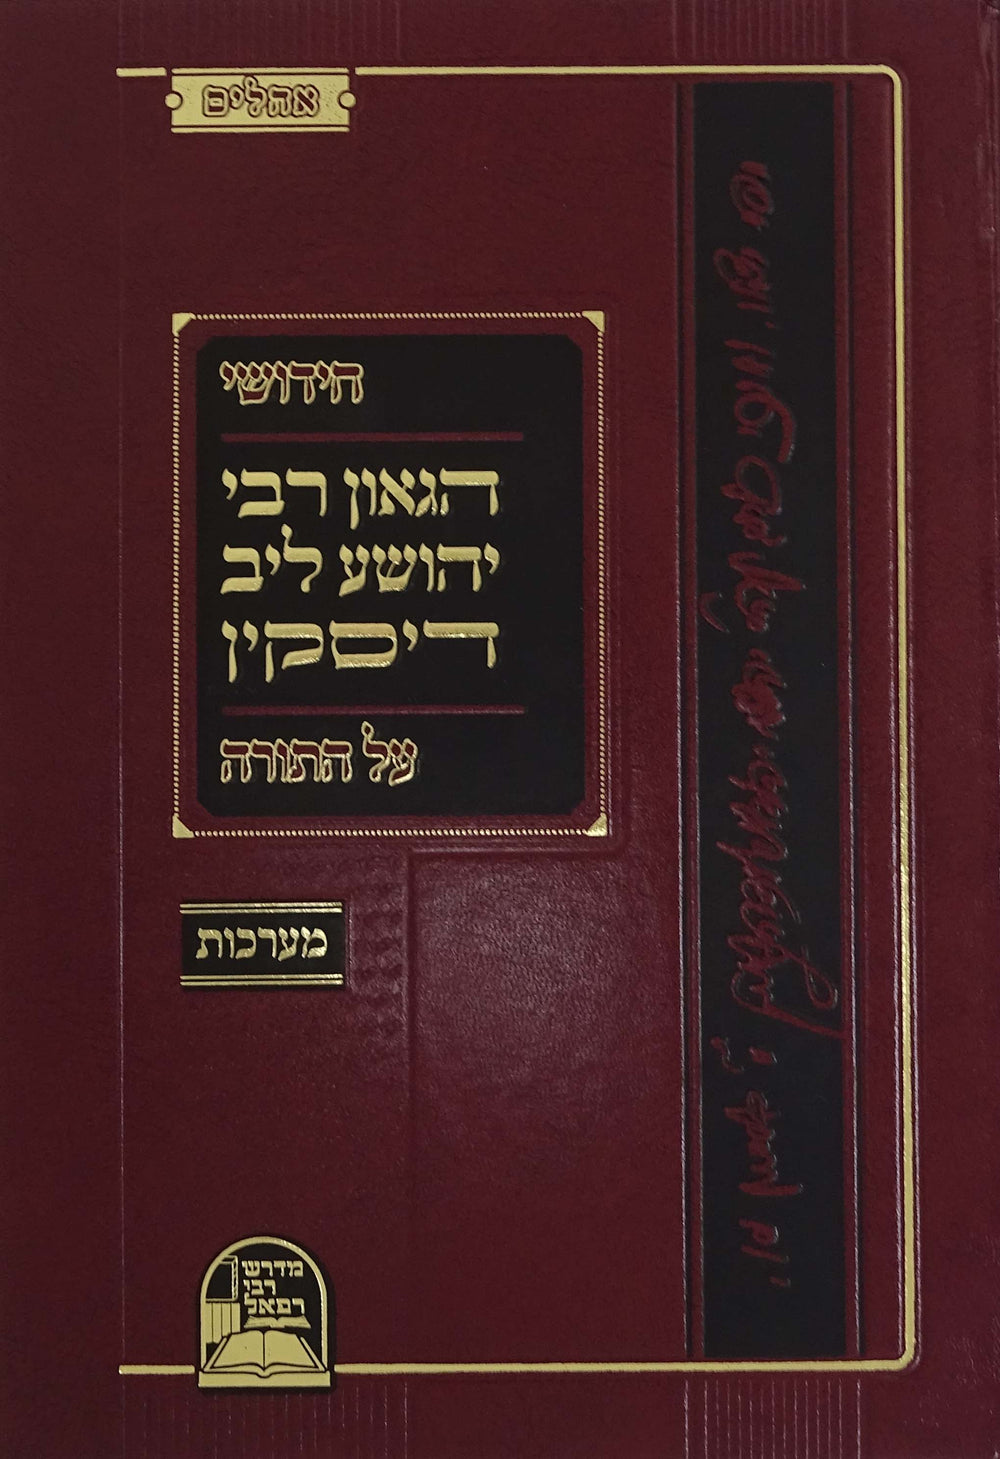 אהלים
חידושי
הגאון רבי
יהושע ליב
דיסקין
על התורה
מערכות
מדרש
רבי
רפאל